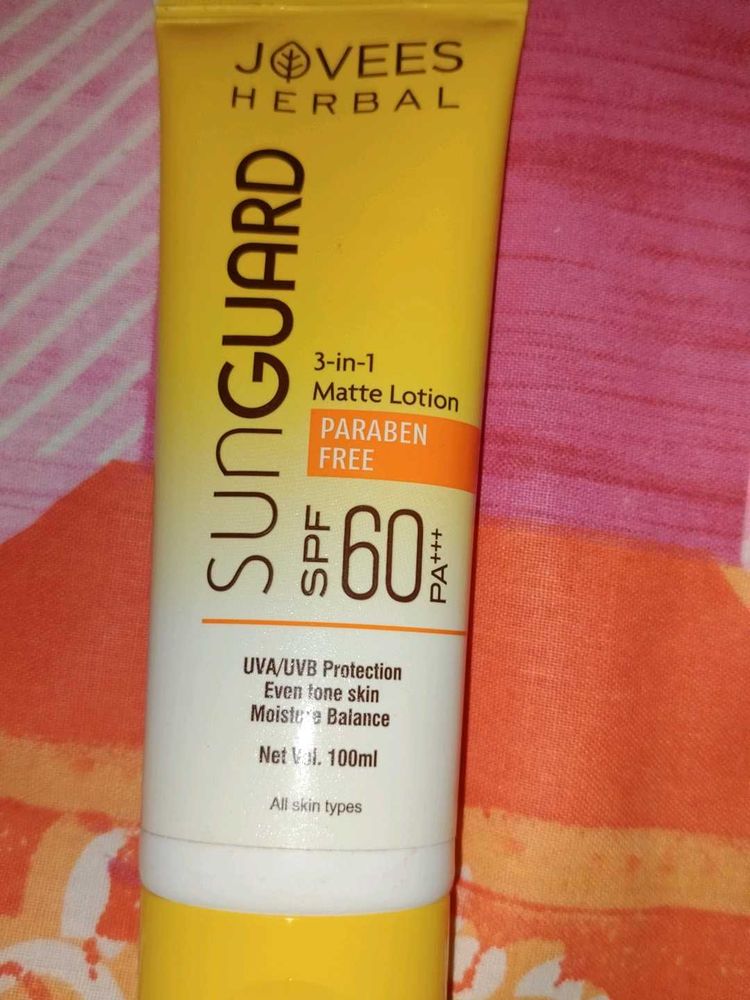 JOVEES
HERBAL
SUNGUARD
3-in-1
Matte Lotion
PARABEN
FREE
SPF 60 PA+++
UVA/UVB Protection
Even tone skin
Moisture Balance
Net Vol. 100ml
All skin types